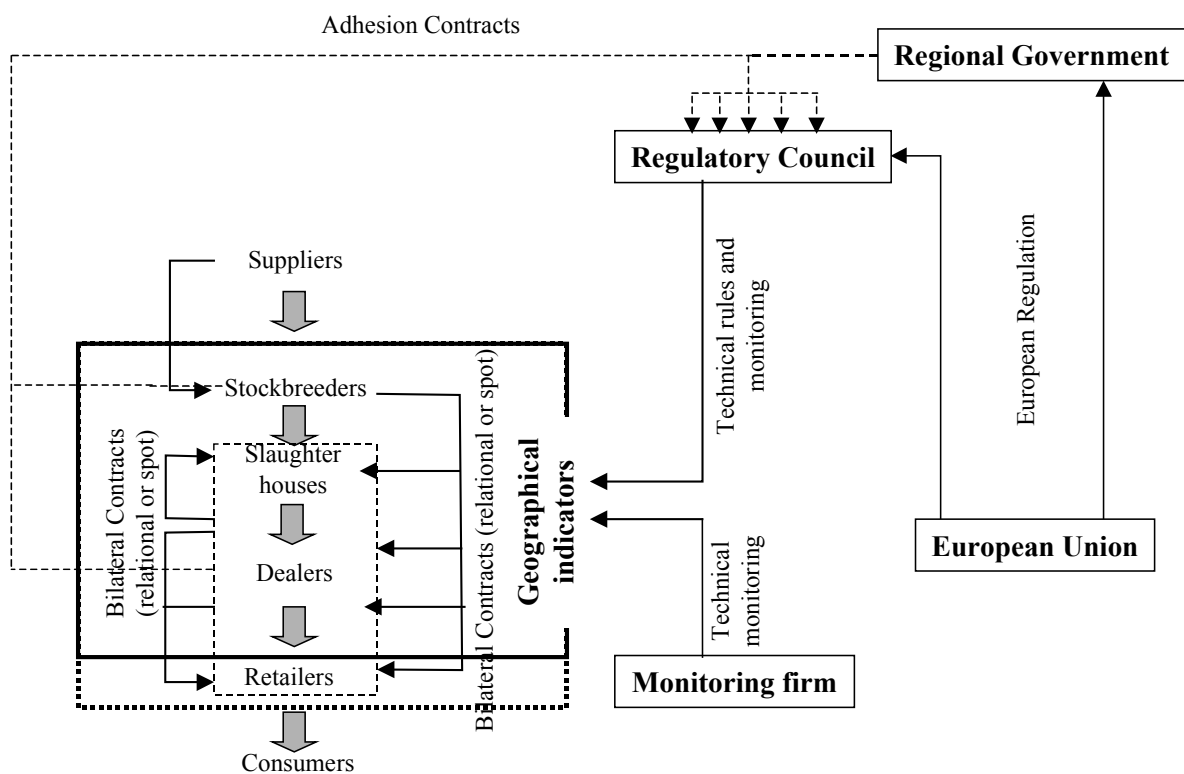 Adhesion Contracts
Regional Government
Regulatory Council
Suppliers
Technical rules and
monitoring
European Regulation
Stockbreeders
Slaughter
houses
Bilateral Contracts
(relational or spot)
Bilateral Contracts (relational or spot)
Geographical
indicators
European Union
Dealers
Technical
monitoring
Retailers
Monitoring firm
Consumers